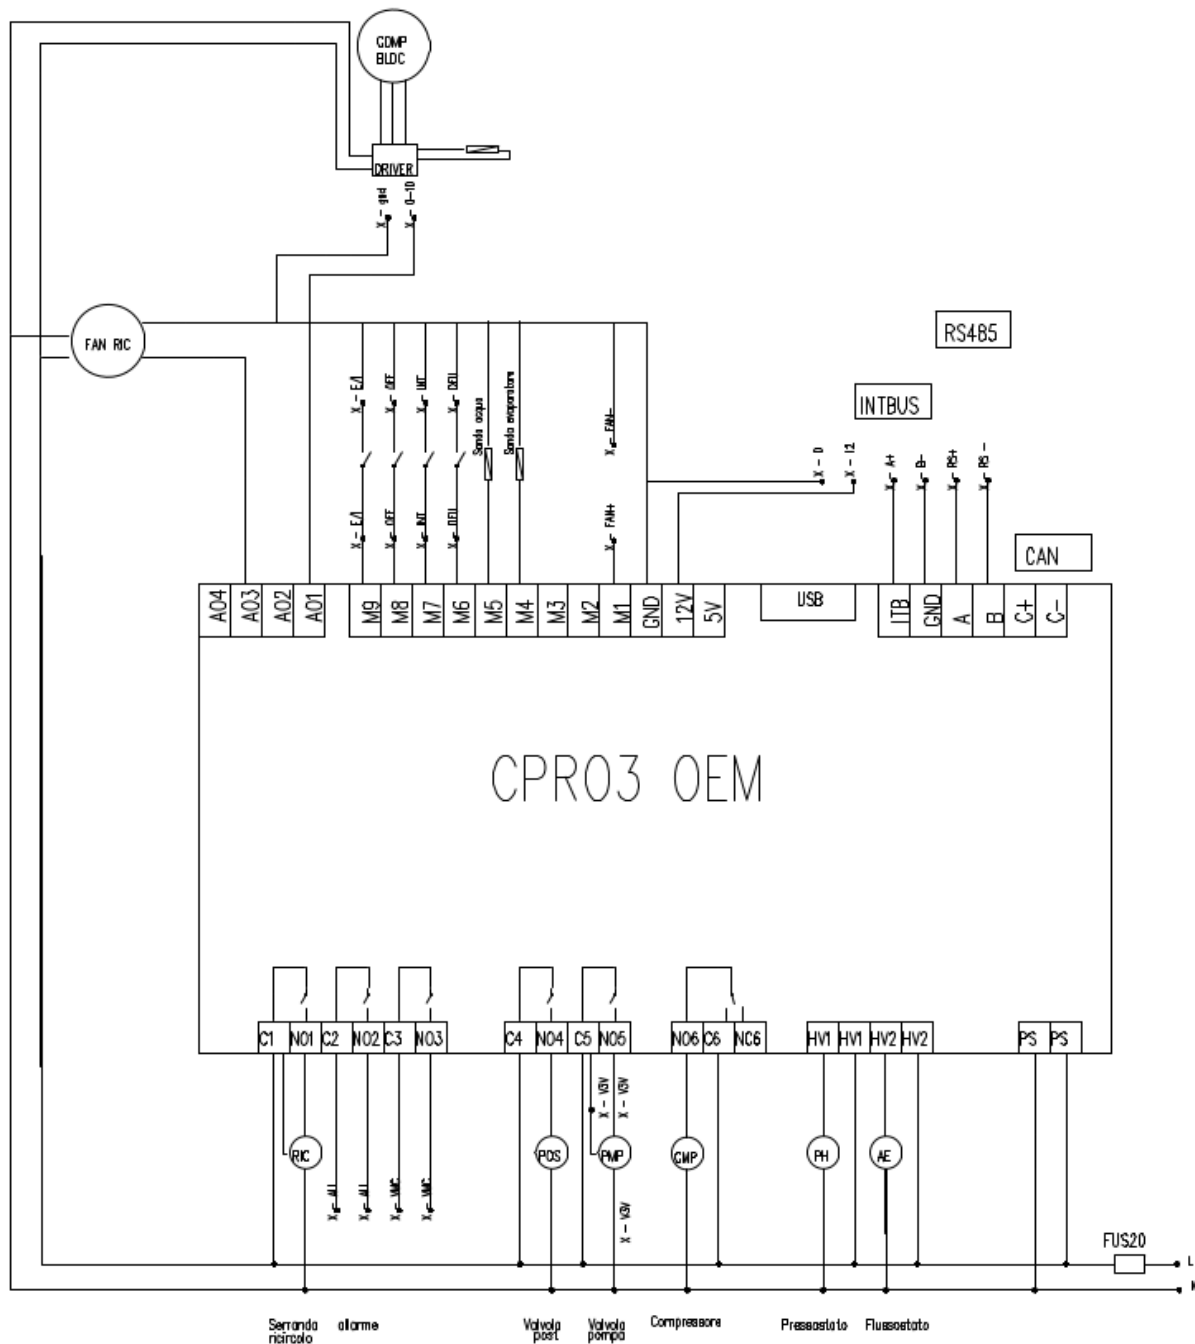 COMP
BLDC
DRIVER
X - gnd
X - 0-10
FAN RIC
RS485
INTBUS
CAN
X - E/I
X - OFF
X - INT
X - DEU
Sonda acqua
Sonda evaporatore
X - FAN-
X - 0
X - 12
X - A+
X - B-
X - RS+
X - RS -
X - E/I
X - OFF
X - INT
X - DEU
X - FAN+
AO4
AO3
AO2
AO1
M9
M8
M7
M6
M5
M4
M3
M2
M1
GND
12V
5V
USB
ITB
GND
A
B
C+
C-
CPRO3 OEM
C1
NO1
C2
NO2
C3
NO3
C4
NO4
C5
NO5
NO6
C6
NC6
HV1
HV1
HV2
HV2
PS
PS
X - V3V
X - V3V
RIC
POS
PMP
CMP
PH
AE
X - ALL
X - ALL
X - VMC
X - VMC
X - V3V
FUS20
L
N
Serranda
ricircolo
allarme
Valvola
post
Valvola
pompa
Compressore
Pressostato
Flussostato